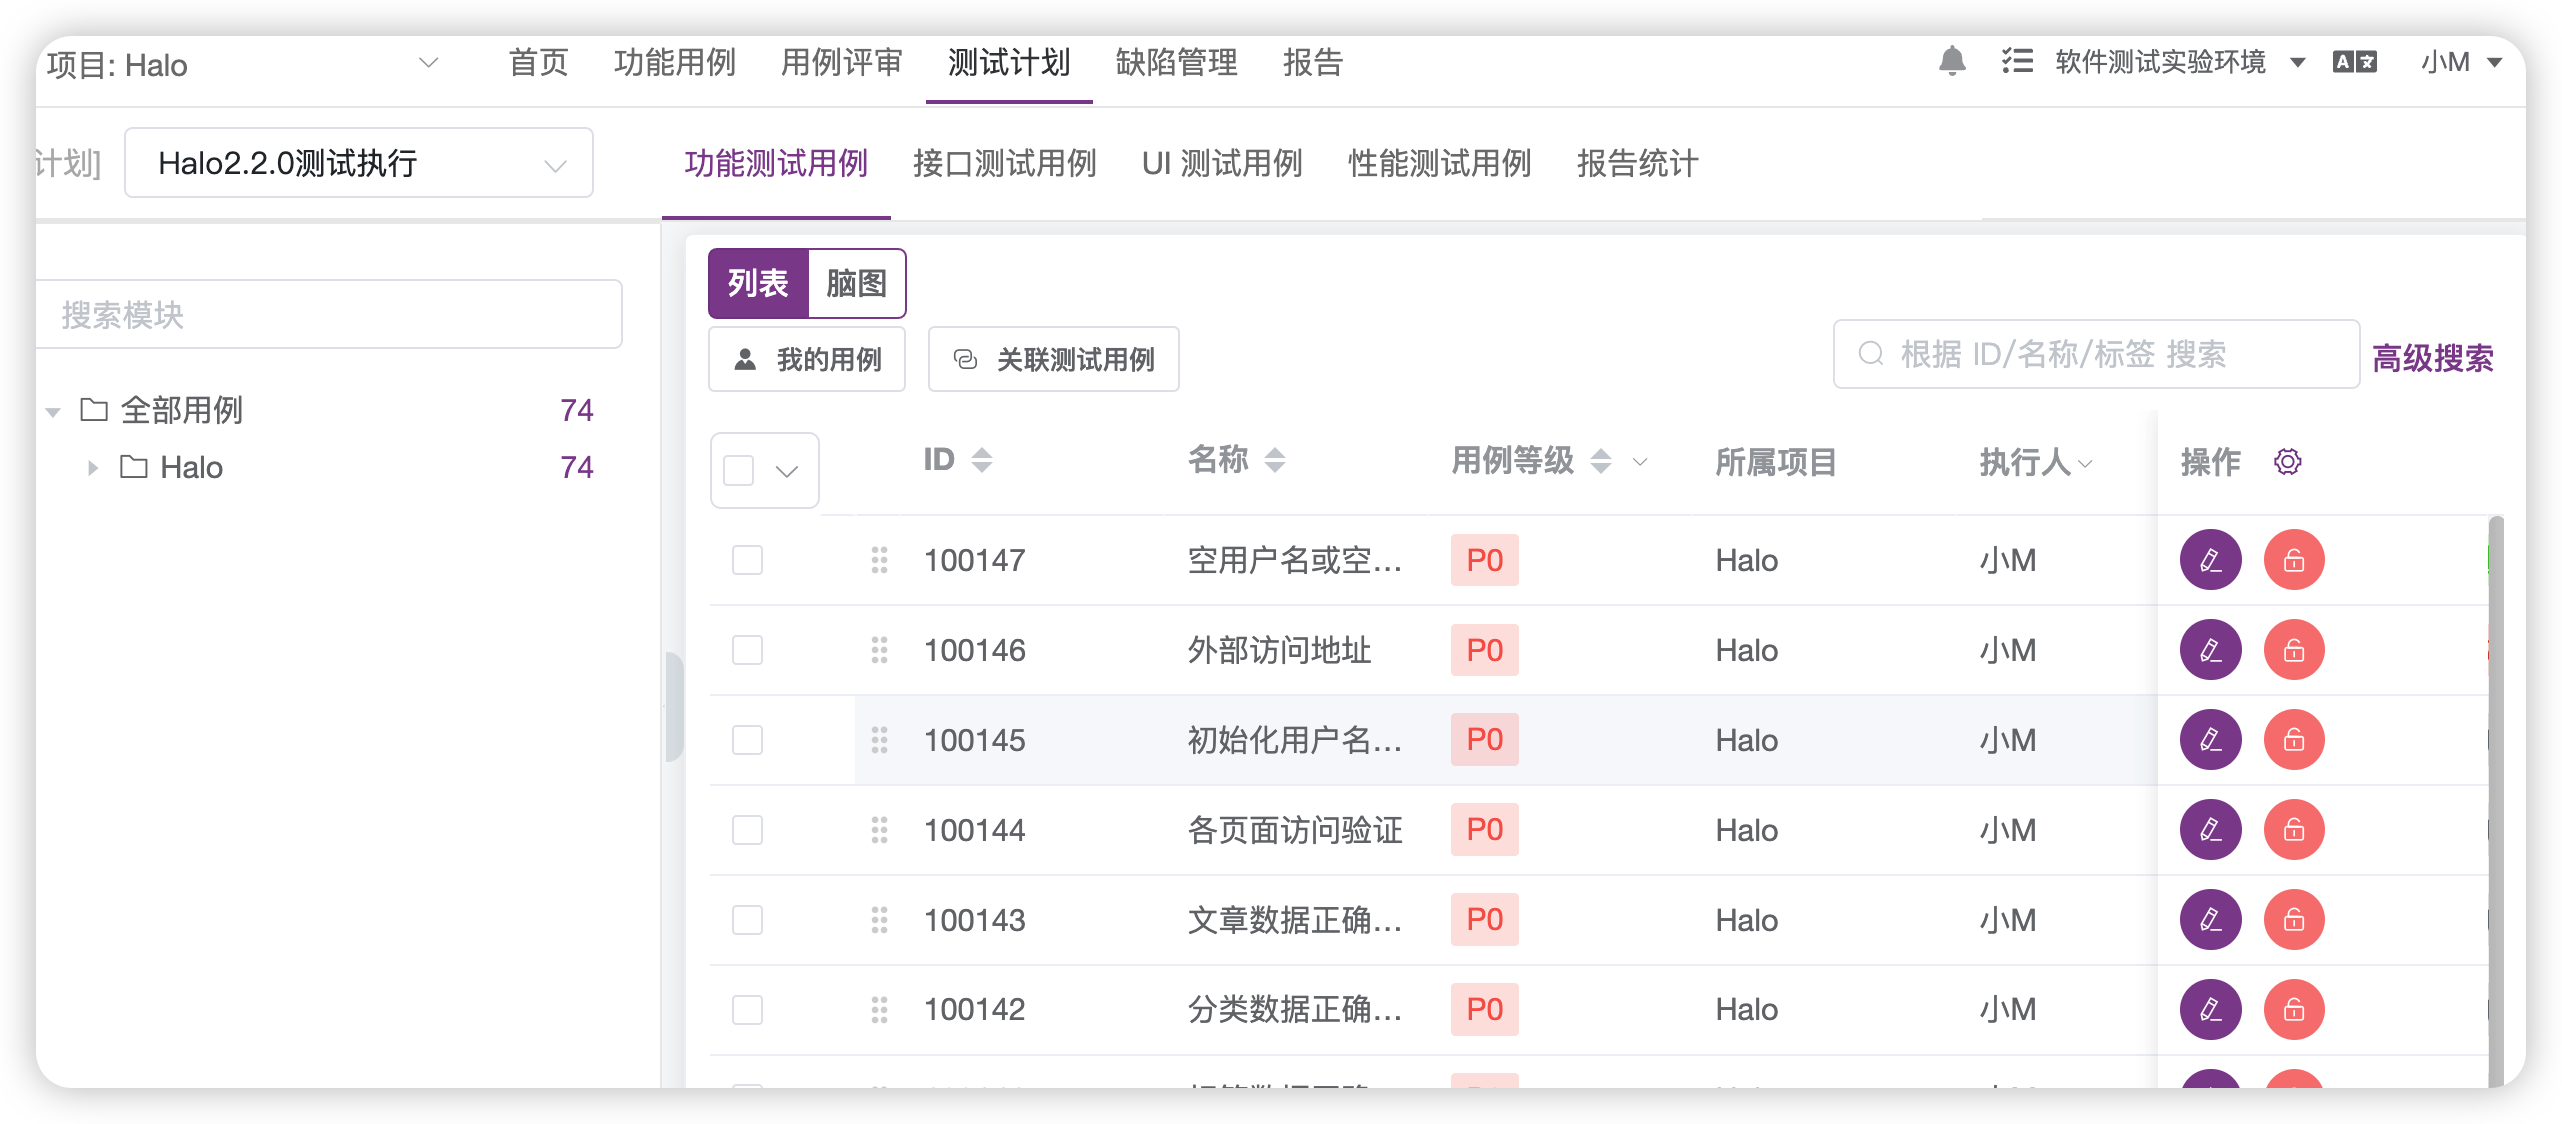 项目: Halo 首页 功能用例 用例评审 测试计划 缺陷管理 报告 软件测试实验环境 小M
计划] Halo2.2.0测试执行 功能测试用例 接口测试用例 UI 测试用例 性能测试用例 报告统计
列表 脑图
搜索模块
我的用例 关联测试用例 根据 ID/名称/标签 搜索 高级搜索
全部用例 74
Halo 74
ID 名称 用例等级 所属项目 执行人 操作
100147 空用户名或空... P0 Halo 小M
100146 外部访问地址 P0 Halo 小M
100145 初始化用户名... P0 Halo 小M
100144 各页面访问验证 P0 Halo 小M
100143 文章数据正确... P0 Halo 小M
100142 分类数据正确... P0 Halo 小M